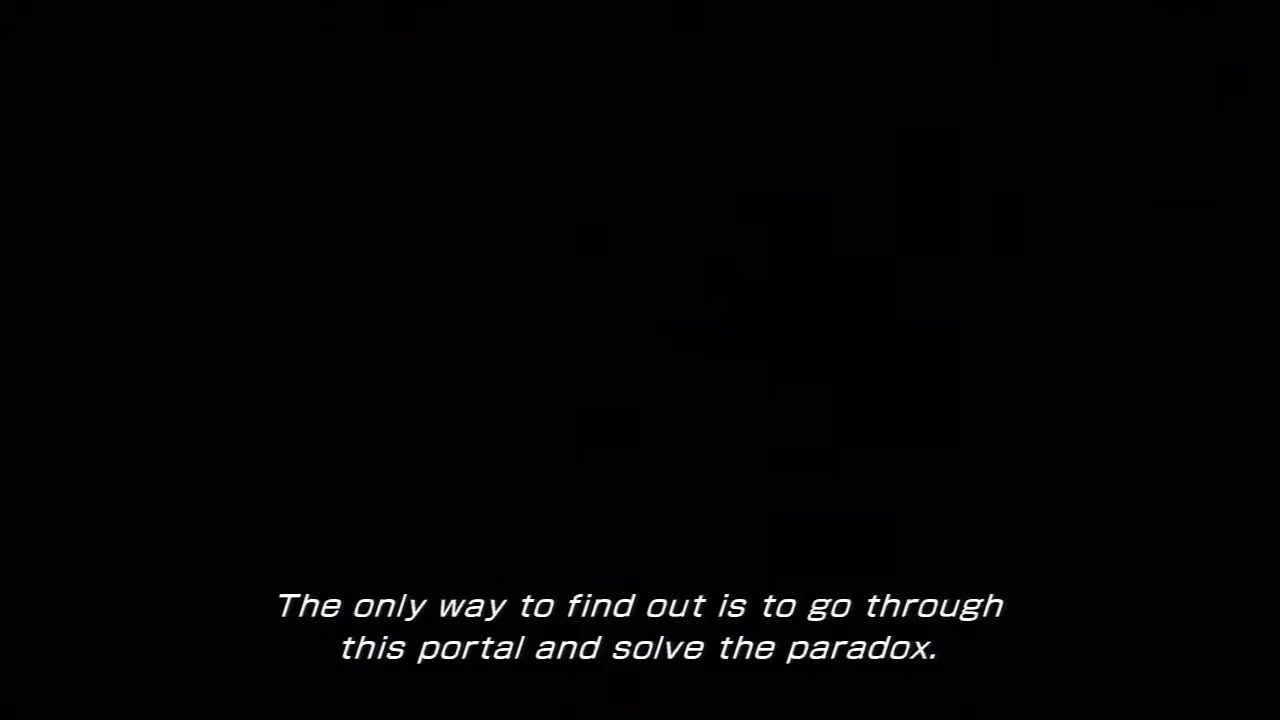 The only way to find out is to go through
this portal and solve the paradox.